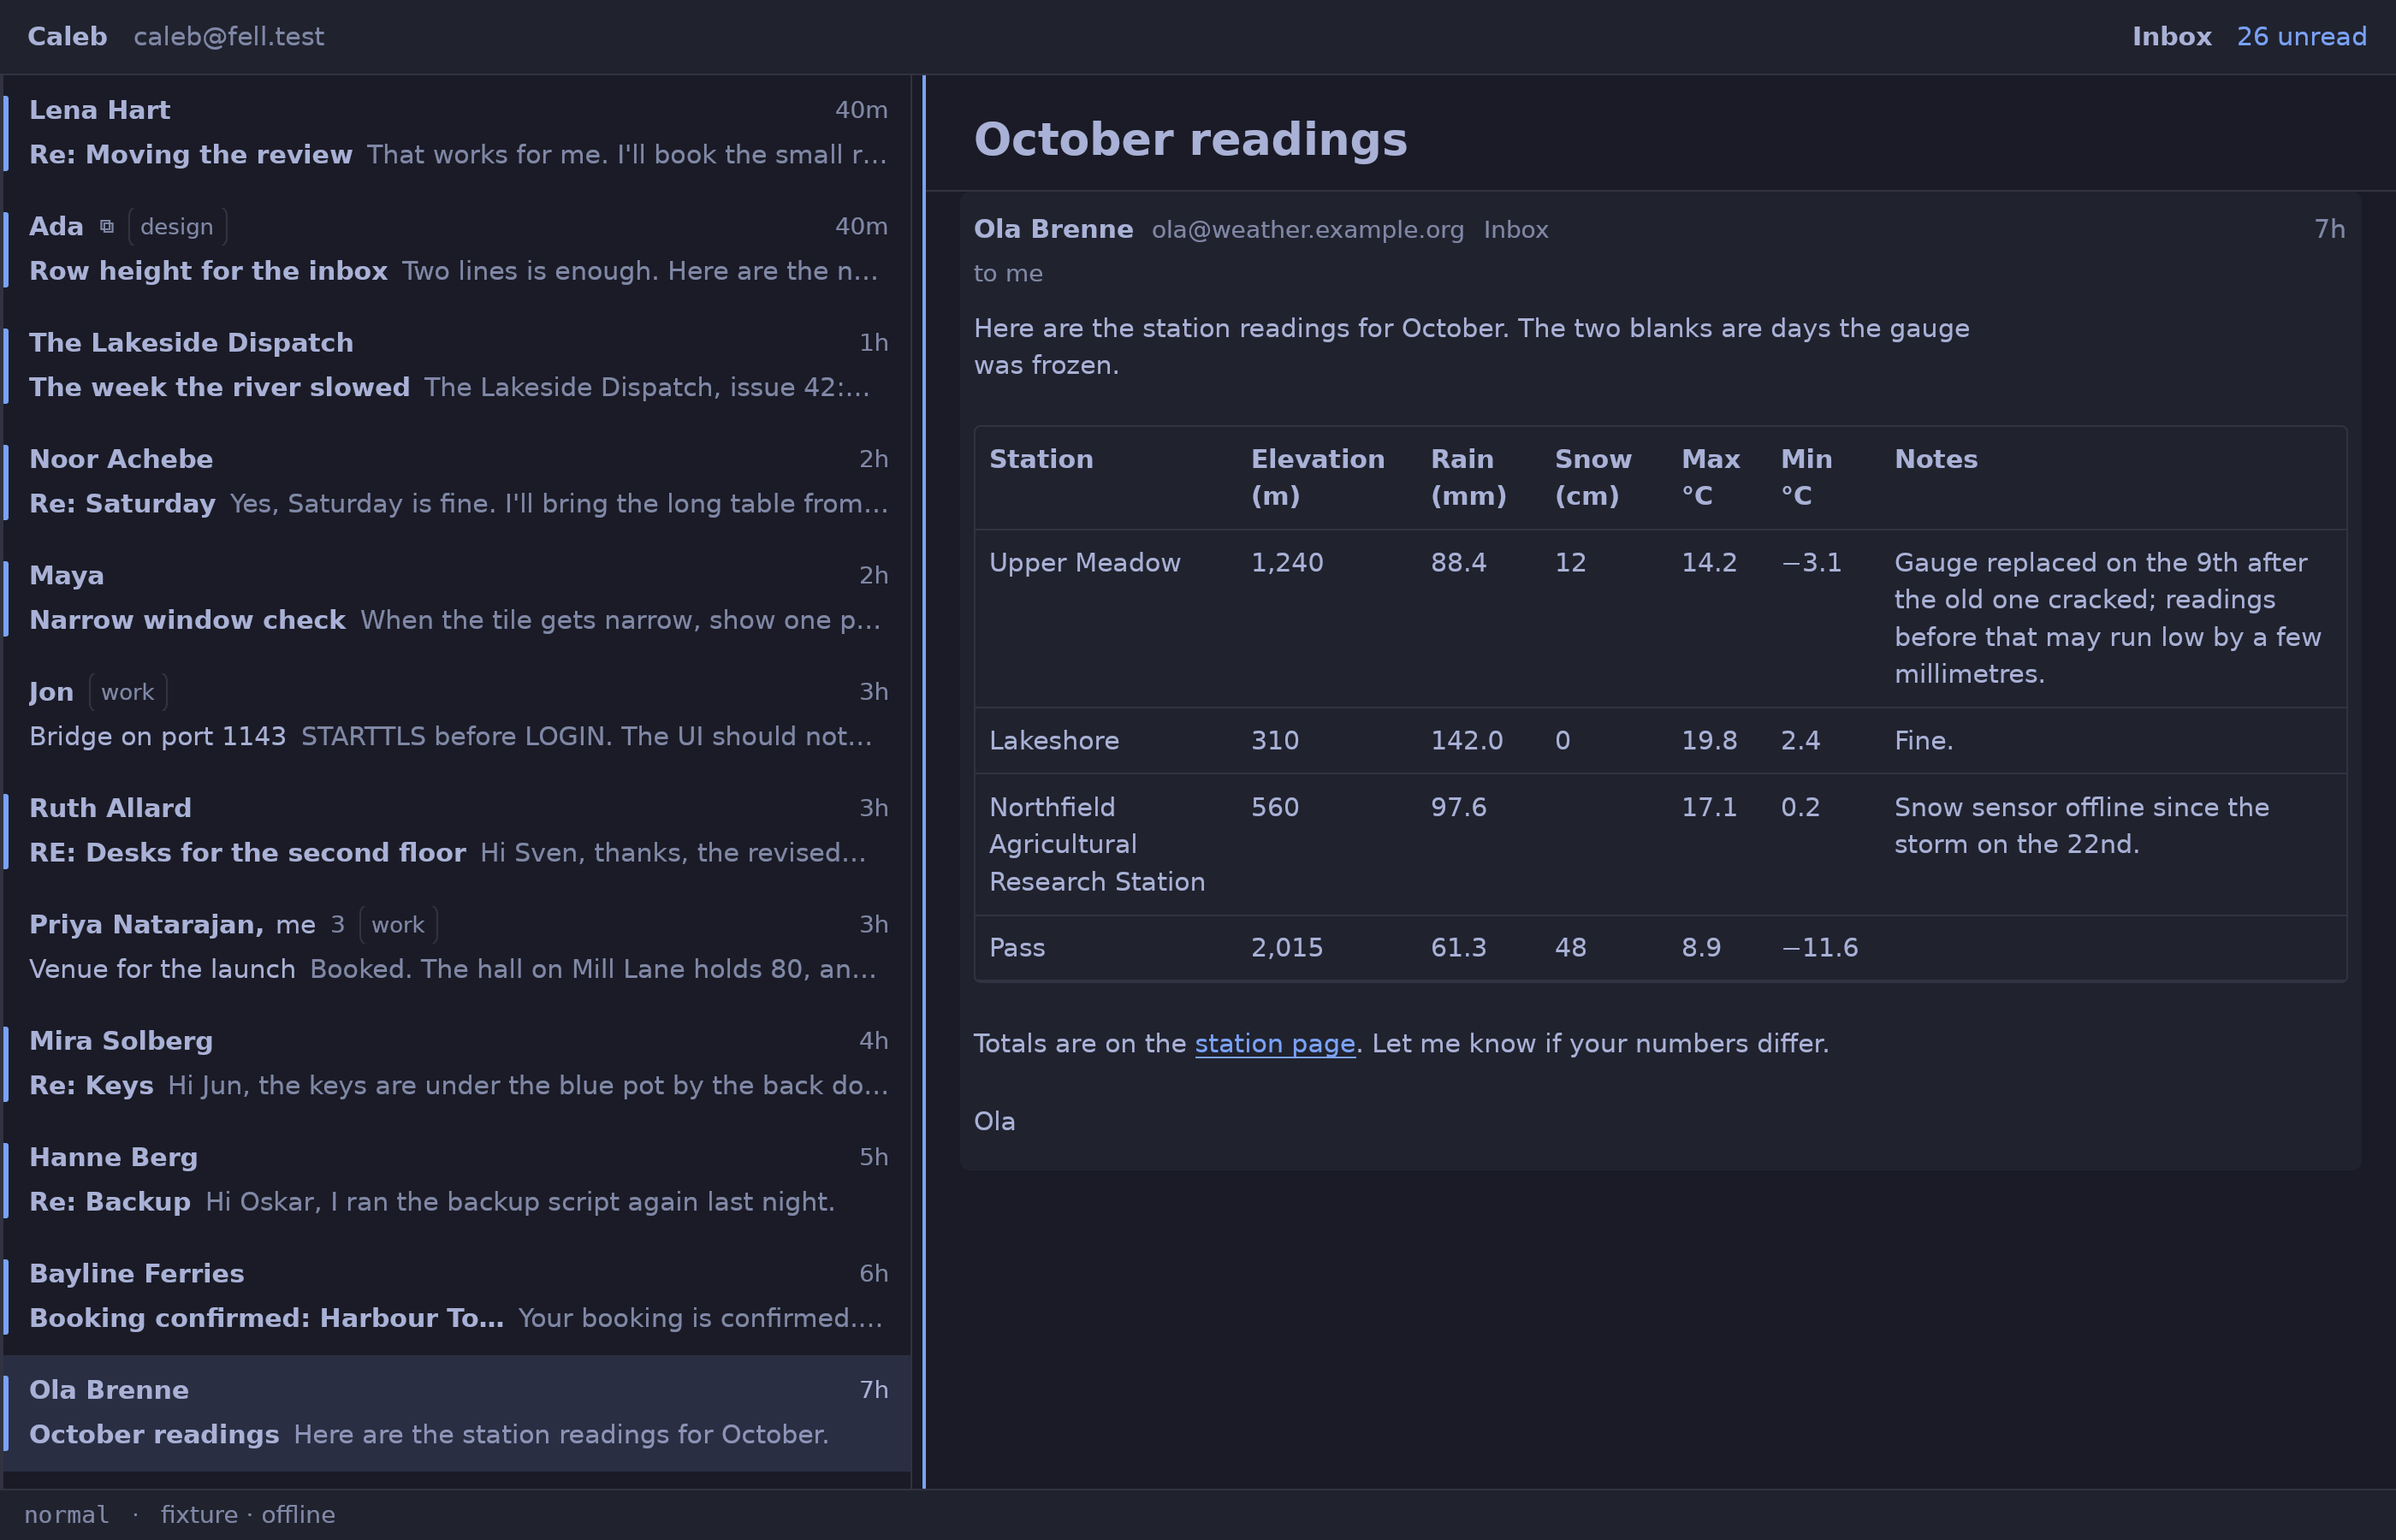 Caleb caleb@fell.test
Inbox 26 unread
Lena Hart 40m
Re: Moving the review That works for me. I'll book the small r…
Ada design 40m
Row height for the inbox Two lines is enough. Here are the n…
The Lakeside Dispatch 1h
The week the river slowed The Lakeside Dispatch, issue 42:…
Noor Achebe 2h
Re: Saturday Yes, Saturday is fine. I'll bring the long table from…
Maya 2h
Narrow window check When the tile gets narrow, show one p…
Jon work 3h
Bridge on port 1143 STARTTLS before LOGIN. The UI should not…
Ruth Allard 3h
RE: Desks for the second floor Hi Sven, thanks, the revised…
Priya Natarajan, me 3 work 3h
Venue for the launch Booked. The hall on Mill Lane holds 80, an…
Mira Solberg 4h
Re: Keys Hi Jun, the keys are under the blue pot by the back do…
Hanne Berg 5h
Re: Backup Hi Oskar, I ran the backup script again last night.
Bayline Ferries 6h
Booking confirmed: Harbour To… Your booking is confirmed.…
Ola Brenne 7h
October readings Here are the station readings for October.
October readings
Ola Brenne ola@weather.example.org Inbox 7h
to me
Here are the station readings for October. The two blanks are days the gauge
was frozen.
Station Elevation Rain Snow Max Min Notes
(m) (mm) (cm) °C °C
Upper Meadow 1,240 88.4 12 14.2 −3.1 Gauge replaced on the 9th after
the old one cracked; readings
before that may run low by a few
millimetres.
Lakeshore 310 142.0 0 19.8 2.4 Fine.
Northfield 560 97.6 17.1 0.2 Snow sensor offline since the
Agricultural storm on the 22nd.
Research Station
Pass 2,015 61.3 48 8.9 −11.6
Totals are on the station page. Let me know if your numbers differ.
Ola
normal · fixture · offline